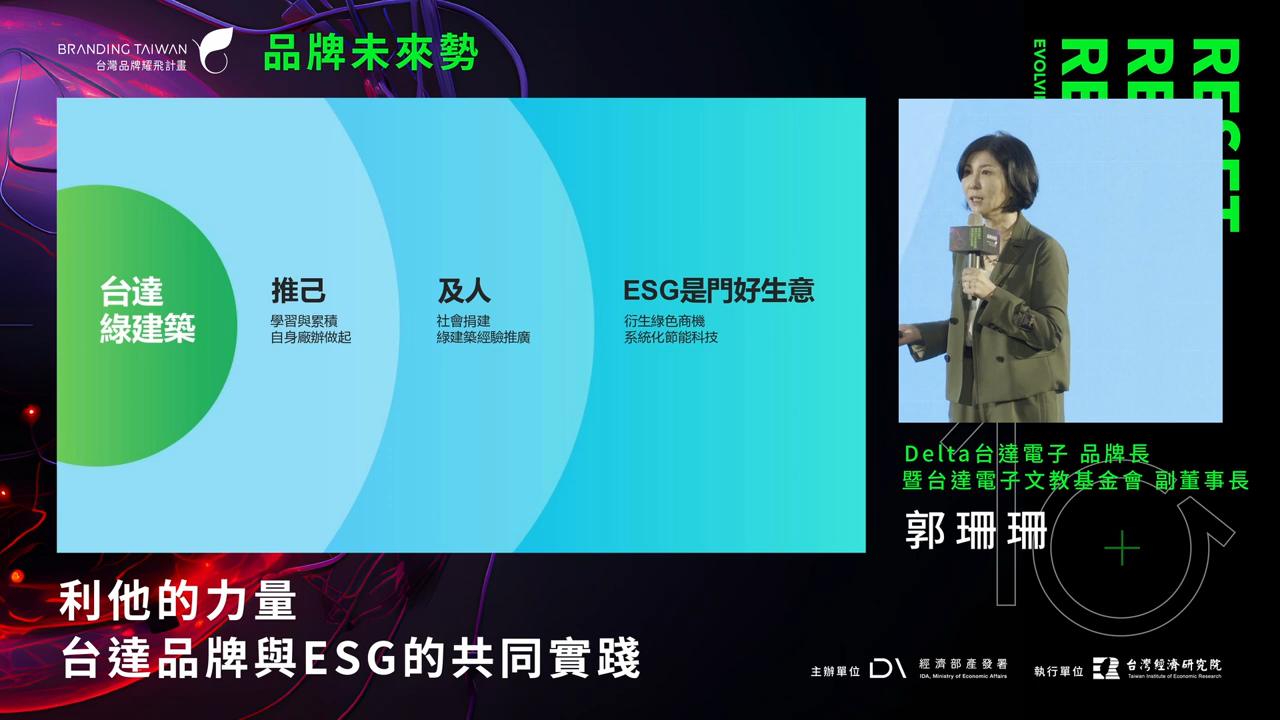 BRANDING TAIWAN
台灣品牌耀飛計畫
品牌未來勢
台達
綠建築
推己
學習與累積
自身廠辦做起
及人
社會捐建
綠建築經驗推廣
ESG是門好生意
衍生綠色商機
系統化節能科技
RESET
RE
RE
EVOLVI
Delta台達電子 品牌長
暨台達電子文教基金會 副董事長
郭珊珊
利他的力量
台達品牌與ESG的共同實踐
主辦單位
經濟部產發署
IDA, Ministry of Economic Affairs
執行單位
台灣經濟研究院
Taiwan Institute of Economic Research